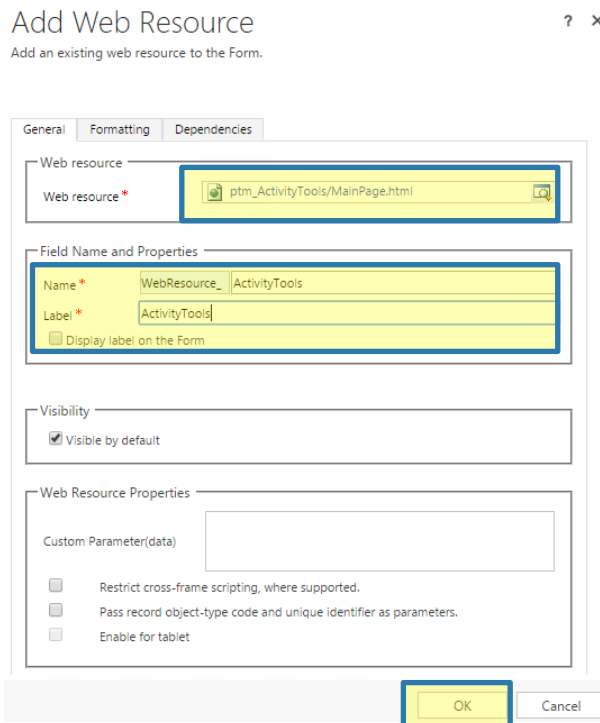 Add Web Resource
? ×
Add an existing web resource to the Form.
General Formatting Dependencies
Web resource
Web resource * ptm_ActivityTools/MainPage.html
Field Name and Properties
Name * WebResource_ ActivityTools
Label * ActivityTools
Display label on the Form
Visibility
Visible by default
Web Resource Properties
Custom Parameter(data)
Restrict cross-frame scripting, where supported.
Pass record object-type code and unique identifier as parameters.
Enable for tablet
OK Cancel